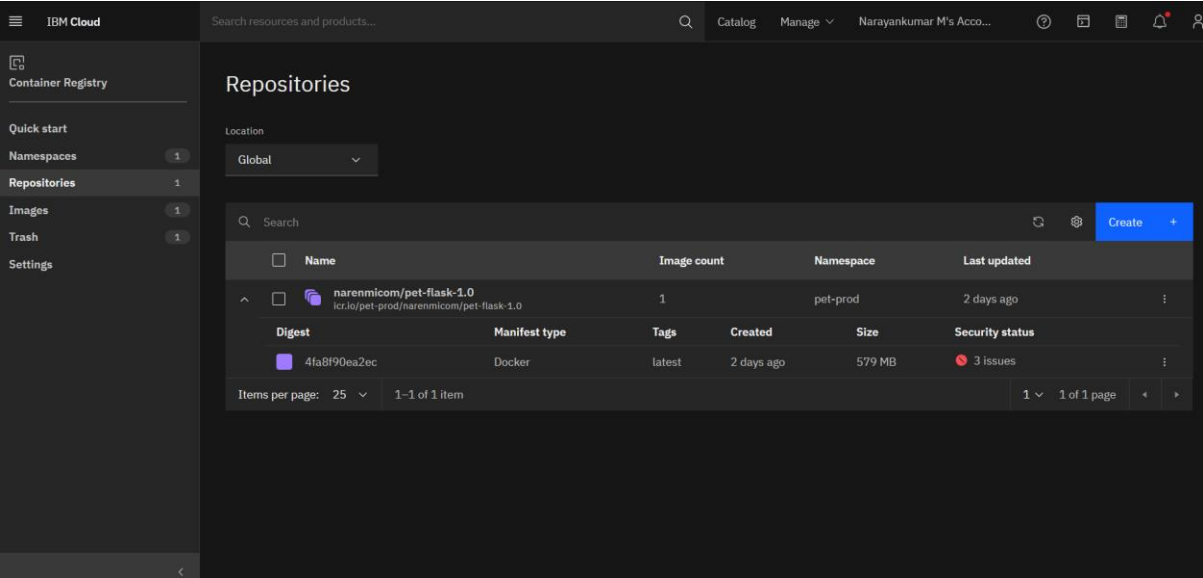 IBM Cloud
Search resources and products...
Catalog
Manage
Narayankumar M's Acco...
Container Registry
Quick start
Namespaces 1
Repositories 1
Images 1
Trash 1
Settings
Repositories
Location
Global
Search
Create +
Name Image count Namespace Last updated
narenmicom/pet-flask-1.0 1 pet-prod 2 days ago
icr.io/pet-prod/narenmicom/pet-flask-1.0
Digest Manifest type Tags Created Size Security status
4fa8f90ea2ec Docker latest 2 days ago 579 MB 3 issues
Items per page: 25 1–1 of 1 item 1 1 of 1 page